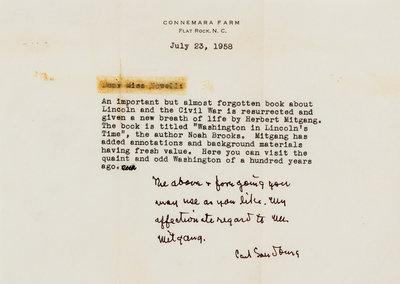 CONNEMARA FARM
FLAT ROCK, N. C.
July 23, 1958
Dear Miss Howell:
An important but almost forgotten book about
Lincoln and the Civil War is resurrected and
given a new breath of life by Herbert Mitgang.
The book is titled "Washington in Lincoln's
Time", the author Noah Brooks. Mitgang has
added annotations and background materials
having fresh value. Here you can visit the
quaint and odd Washington of a hundred years
ago.
The above & foregoing you
may use as you like. My
affectionate regard to Mr.
Mitgang.
Carl Sandburg